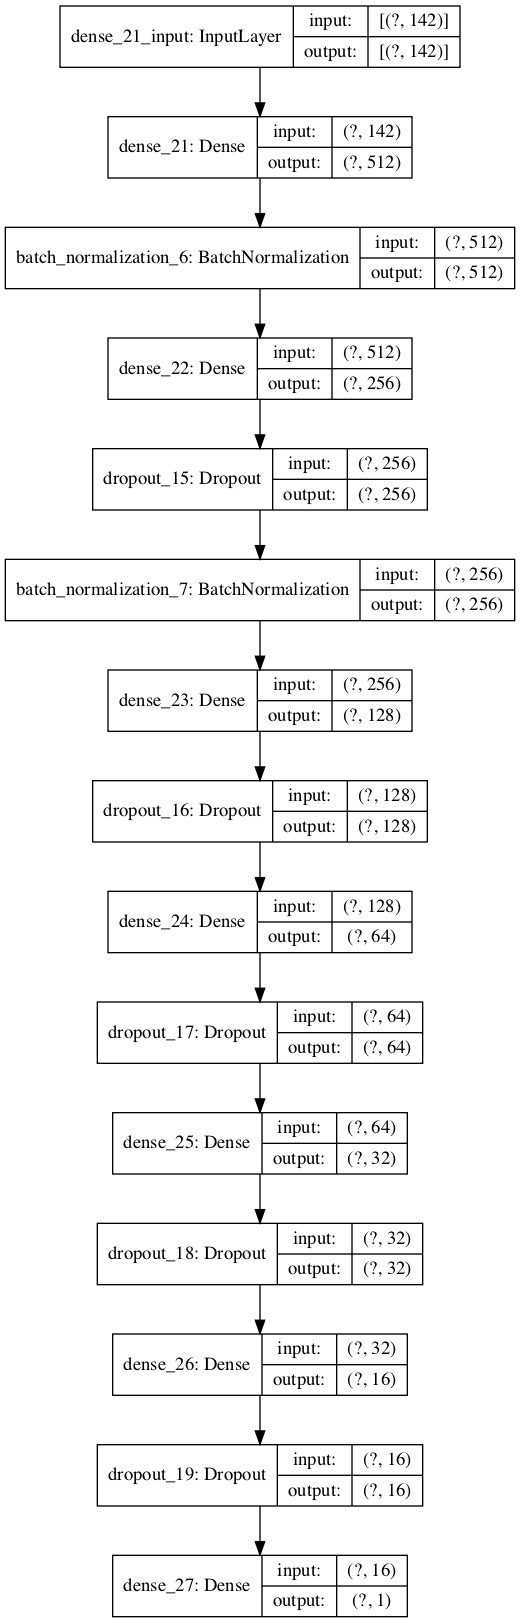 dense_21_input: InputLayer
input: [(?, 142)]
output: [(?, 142)]
dense_21: Dense
input: (?, 142)
output: (?, 512)
batch_normalization_6: BatchNormalization
input: (?, 512)
output: (?, 512)
dense_22: Dense
input: (?, 512)
output: (?, 256)
dropout_15: Dropout
input: (?, 256)
output: (?, 256)
batch_normalization_7: BatchNormalization
input: (?, 256)
output: (?, 256)
dense_23: Dense
input: (?, 256)
output: (?, 128)
dropout_16: Dropout
input: (?, 128)
output: (?, 128)
dense_24: Dense
input: (?, 128)
output: (?, 64)
dropout_17: Dropout
input: (?, 64)
output: (?, 64)
dense_25: Dense
input: (?, 64)
output: (?, 32)
dropout_18: Dropout
input: (?, 32)
output: (?, 32)
dense_26: Dense
input: (?, 32)
output: (?, 16)
dropout_19: Dropout
input: (?, 16)
output: (?, 16)
dense_27: Dense
input: (?, 16)
output: (?, 1)